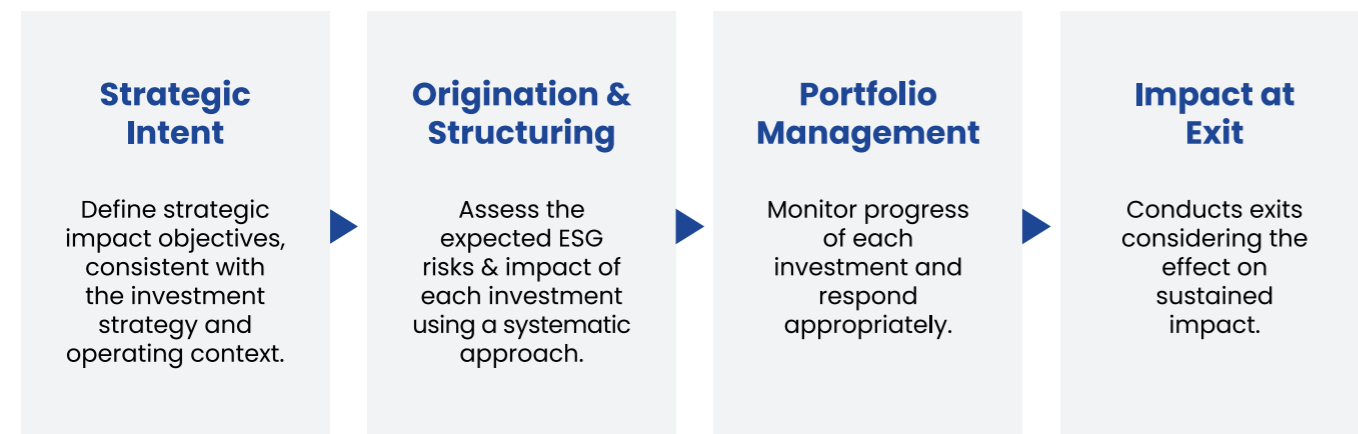 Strategic
Intent
Define strategic
impact objectives,
consistent with
the investment
strategy and
operating context.
Origination &
Structuring
Assess the
expected ESG
risks & impact of
each investment
using a systematic
approach.
Portfolio
Management
Monitor progress
of each
investment and
respond
appropriately.
Impact at
Exit
Conducts exits
considering the
effect on
sustained
impact.